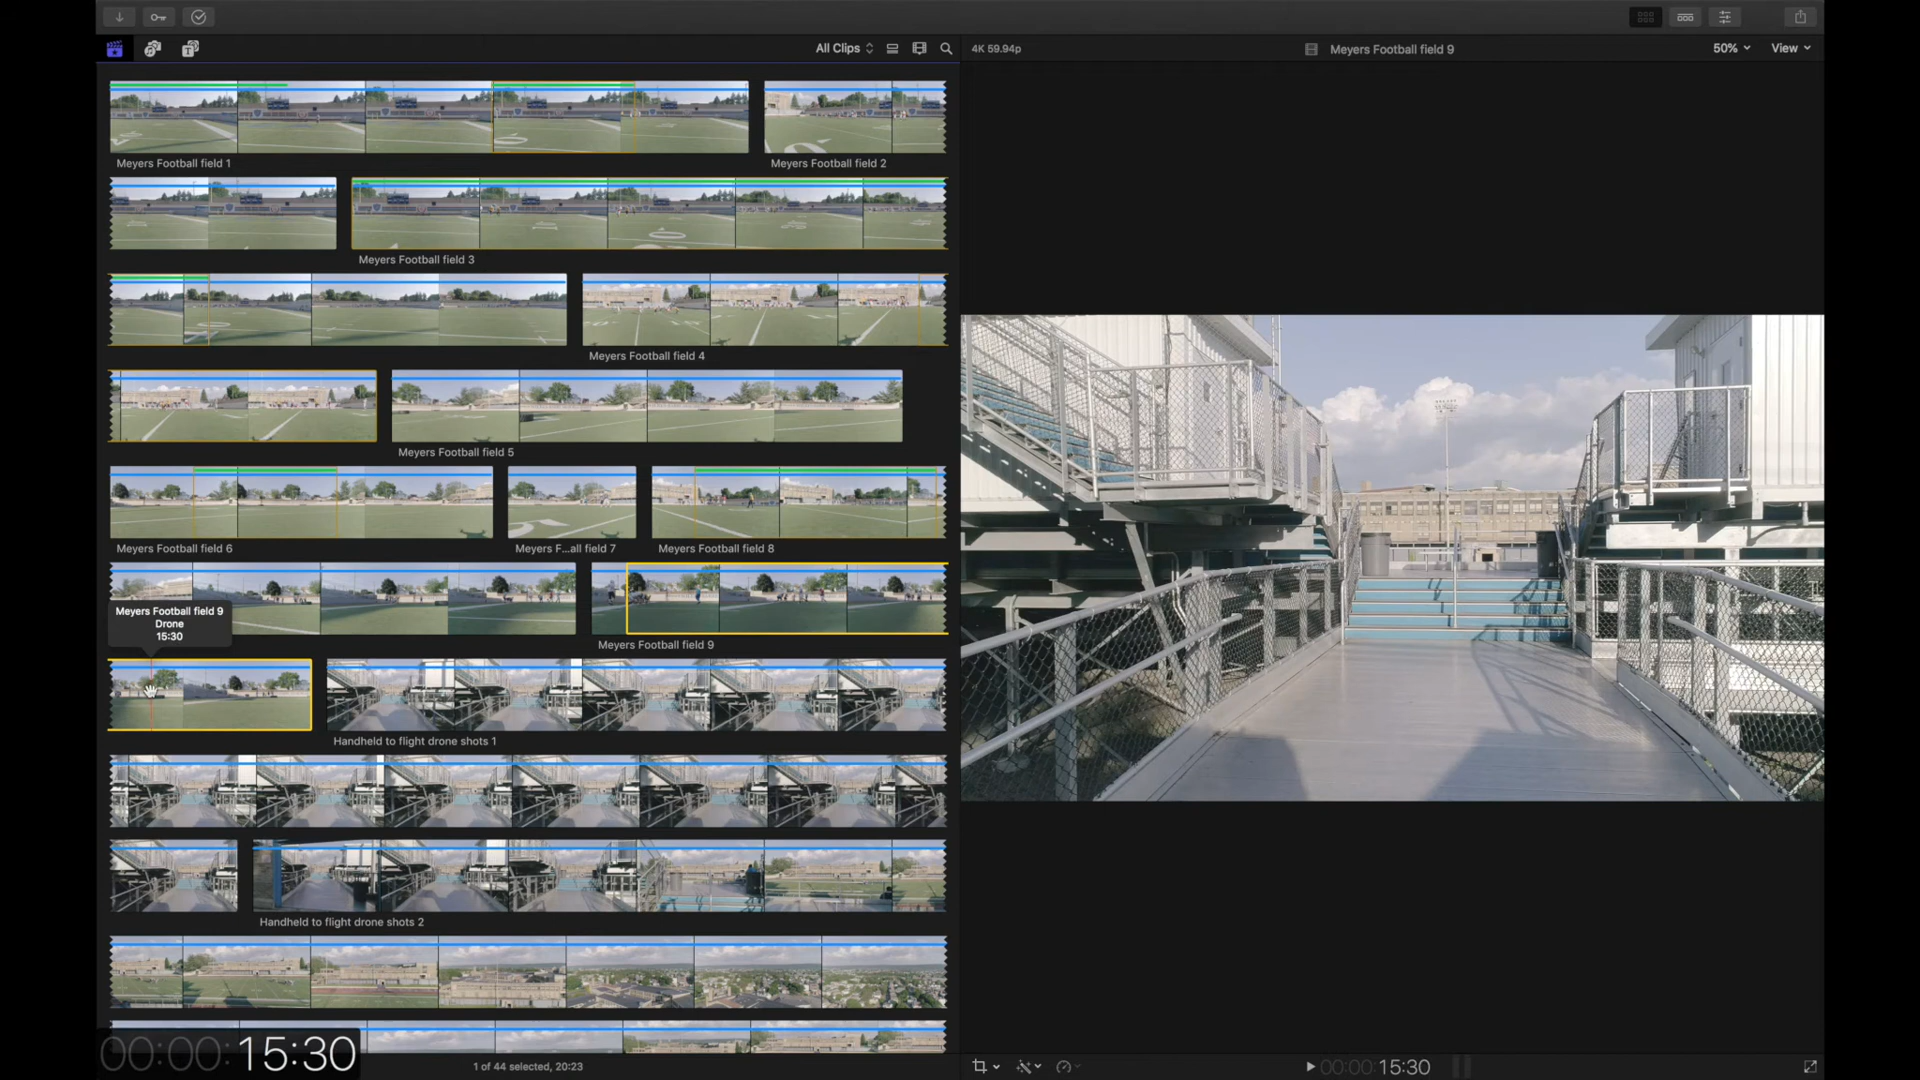 All Clips
4K 59.94p
Meyers Football field 9
50%
View
Meyers Football field 1
Meyers Football field 2
Meyers Football field 3
Meyers Football field 4
Meyers Football field 5
Meyers Football field 6
Meyers F...all field 7
Meyers Football field 8
Meyers Football field 9
Drone
15:30
Meyers Football field 9
Handheld to flight drone shots 1
Handheld to flight drone shots 2
00:00:15:30
1 of 44 selected, 20:23
00:00:15:30